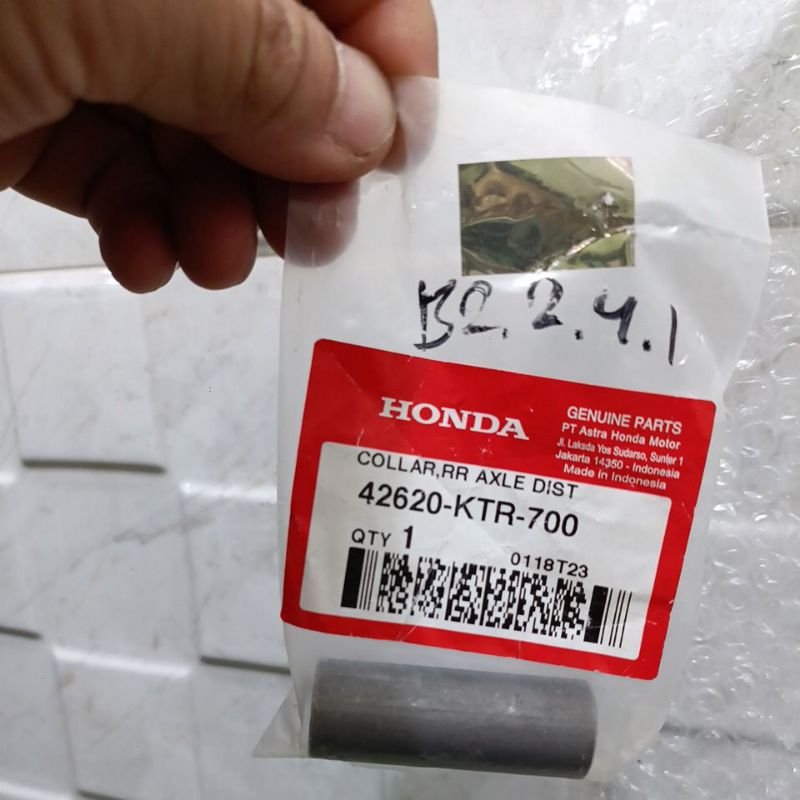 B2.2.4.1
HONDA
GENUINE PARTS
PT Astra Honda Motor
Jl. Laksda Yos Sudarso, Sunter 1
Jakarta 14350 - Indonesia
Made in Indonesia
COLLAR,RR AXLE DIST
42620-KTR-700
QTY 1
0118T23